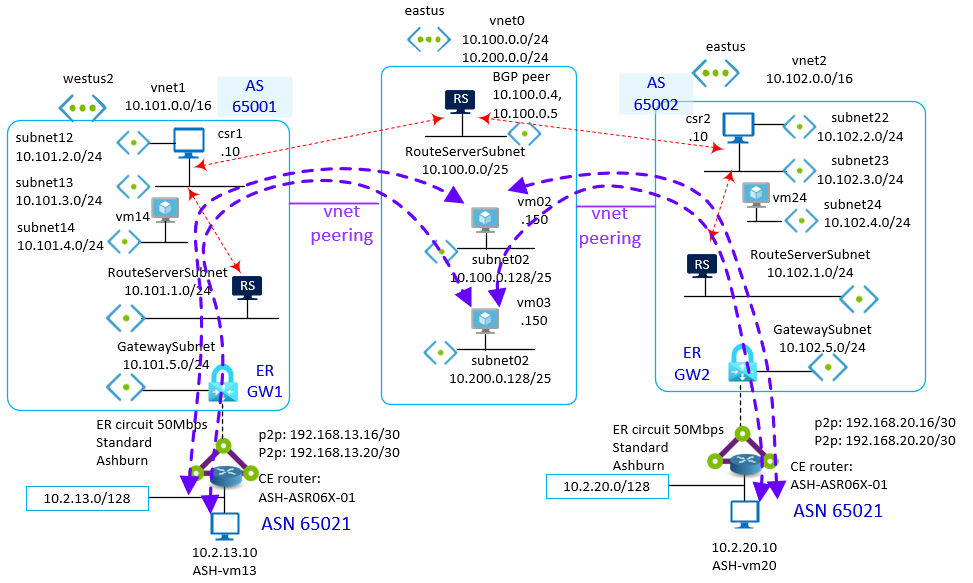 eastus
vnet0
10.100.0.0/24
10.200.0.0/24
BGP peer
10.100.0.4,
10.100.0.5
RS
RouteServerSubnet
10.100.0.0/25
vm02
.150
subnet02
10.100.0.128/25
vm03
.150
subnet02
10.200.0.128/25
vnet
peering
vnet
peering
westus2
vnet1
10.101.0.0/16
AS
65001
subnet12
10.101.2.0/24
csr1
.10
subnet13
10.101.3.0/24
vm14
subnet14
10.101.4.0/24
RouteServerSubnet
10.101.1.0/24
RS
GatewaySubnet
10.101.5.0/24
ER
GW1
ER circuit 50Mbps
Standard
Ashburn
p2p: 192.168.13.16/30
P2p: 192.168.13.20/30
CE router:
ASH-ASR06X-01
10.2.13.0/128
ASN 65021
10.2.13.10
ASH-vm13
eastus
vnet2
10.102.0.0/16
AS
65002
csr2
.10
subnet22
10.102.2.0/24
subnet23
10.102.3.0/24
vm24
subnet24
10.102.4.0/24
RS
RouteServerSubnet
10.102.1.0/24
GatewaySubnet
10.102.5.0/24
ER
GW2
ER circuit 50Mbps
Standard
Ashburn
p2p: 192.168.20.16/30
P2p: 192.168.20.20/30
CE router:
ASH-ASR06X-01
10.2.20.0/128
ASN 65021
10.2.20.10
ASH-vm20